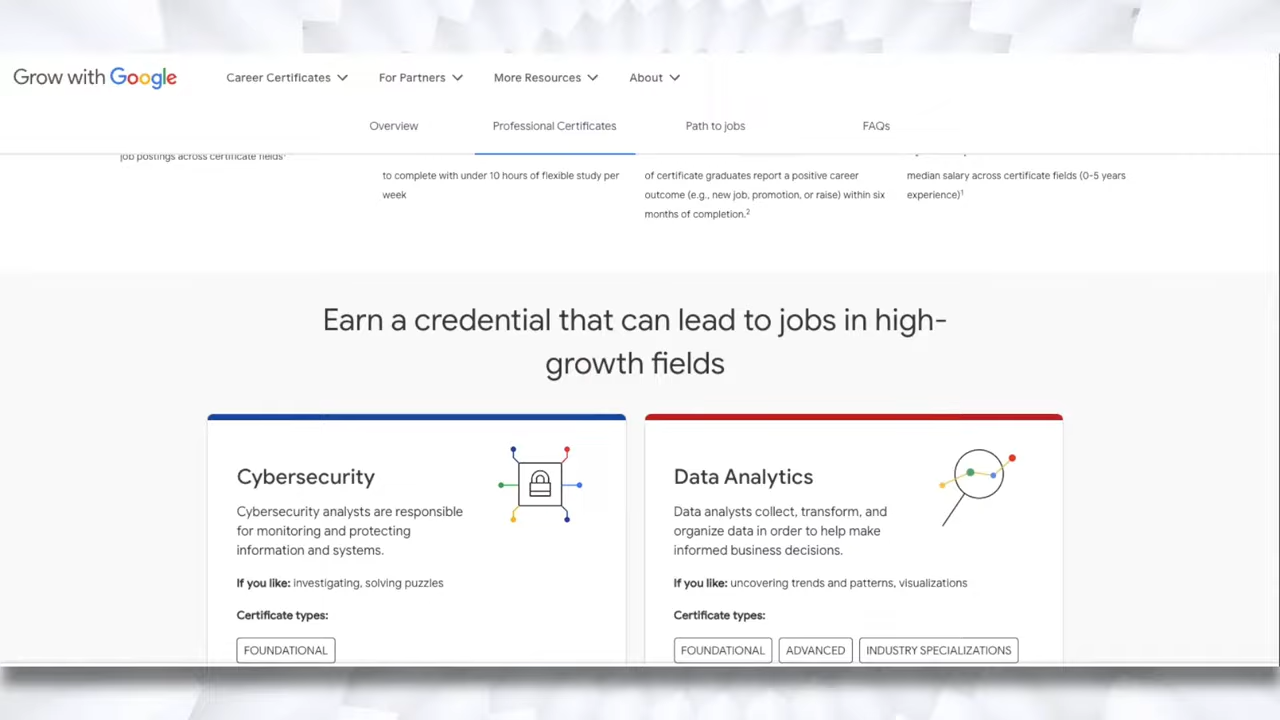 Grow with Google
Career Certificates
For Partners
More Resources
About
Overview
Professional Certificates
Path to jobs
FAQs
job postings across certificate fields¹
to complete with under 10 hours of flexible study per
week
of certificate graduates report a positive career
outcome (e.g., new job, promotion, or raise) within six
months of completion.²
median salary across certificate fields (0-5 years
experience)¹
Earn a credential that can lead to jobs in high-
growth fields
Cybersecurity
Cybersecurity analysts are responsible
for monitoring and protecting
information and systems.
If you like: investigating, solving puzzles
Certificate types:
FOUNDATIONAL
Data Analytics
Data analysts collect, transform, and
organize data in order to help make
informed business decisions.
If you like: uncovering trends and patterns, visualizations
Certificate types:
FOUNDATIONAL
ADVANCED
INDUSTRY SPECIALIZATIONS